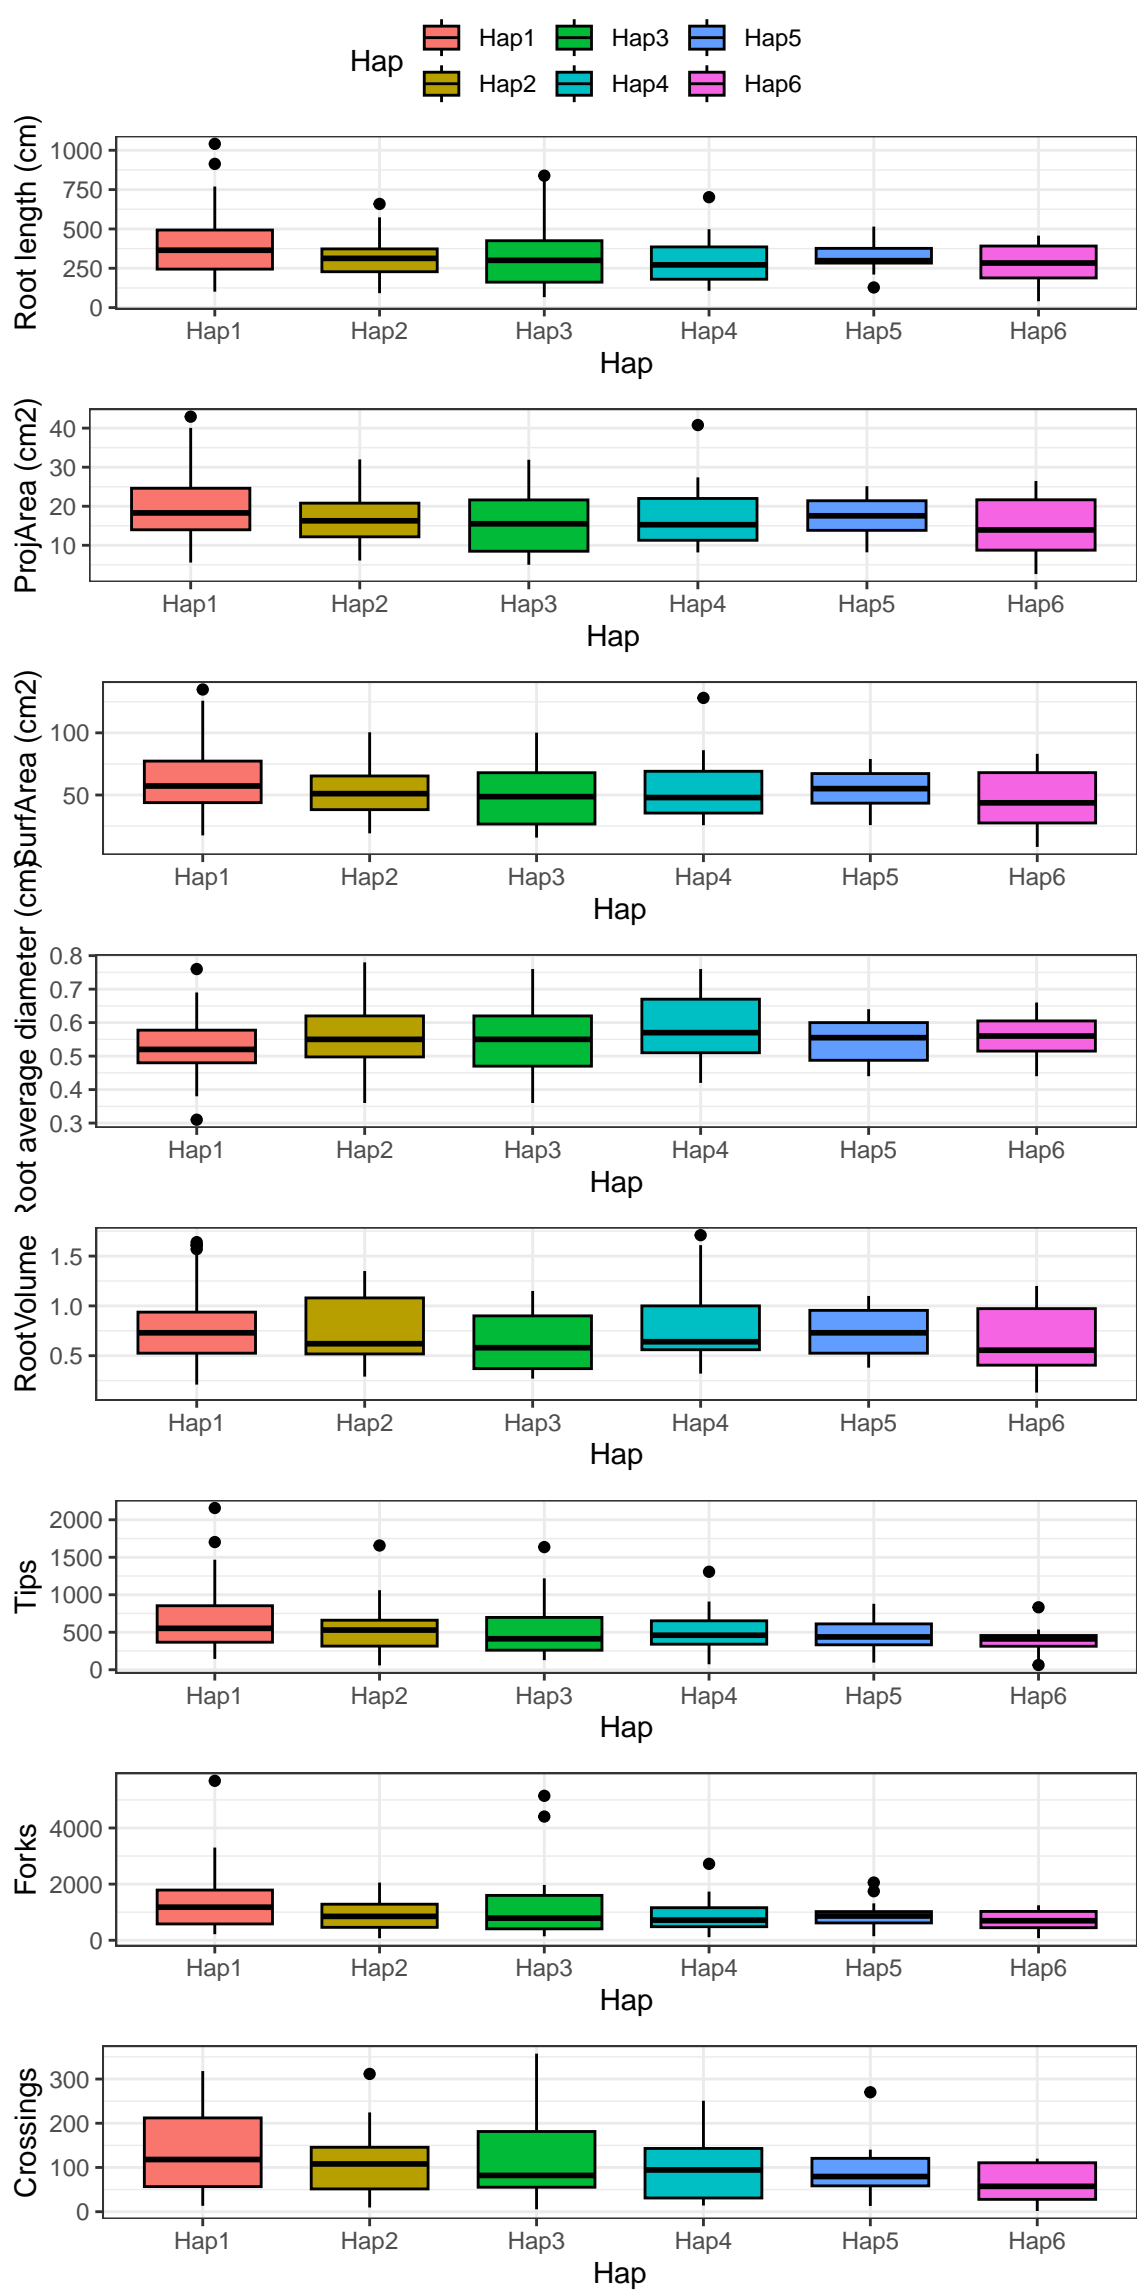 Hap
Hap1 Hap3 Hap5
Hap2 Hap4 Hap6
Root length (cm)
1000
750
500
250
0
Hap1 Hap2 Hap3 Hap4 Hap5 Hap6
Hap
ProjArea (cm2)
40
30
20
10
Hap1 Hap2 Hap3 Hap4 Hap5 Hap6
Hap
SurfArea (cm2)
100
50
Hap1 Hap2 Hap3 Hap4 Hap5 Hap6
Hap
Root average diameter (cm)
0.8
0.7
0.6
0.5
0.4
0.3
Hap1 Hap2 Hap3 Hap4 Hap5 Hap6
Hap
RootVolume
1.5
1.0
0.5
Hap1 Hap2 Hap3 Hap4 Hap5 Hap6
Hap
Tips
2000
1500
1000
500
0
Hap1 Hap2 Hap3 Hap4 Hap5 Hap6
Hap
Forks
4000
2000
0
Hap1 Hap2 Hap3 Hap4 Hap5 Hap6
Hap
Crossings
300
200
100
0
Hap1 Hap2 Hap3 Hap4 Hap5 Hap6
Hap